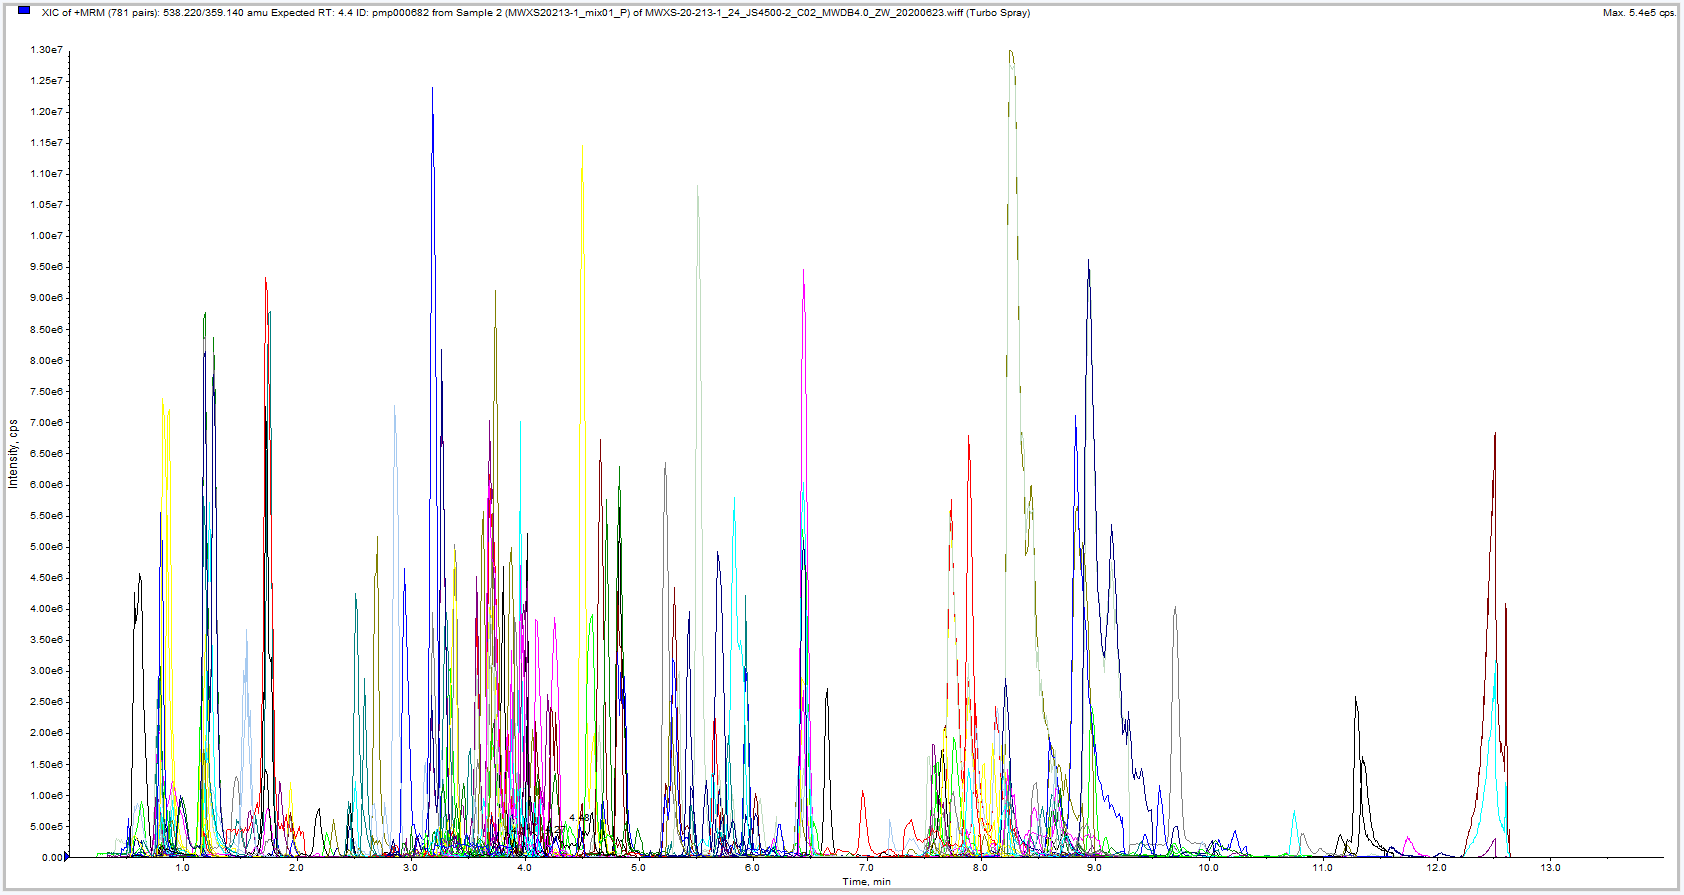 XIC of +MRM (781 pairs): 538.220/359.140 amu Expected RT: 4.4 ID: pmp000682 from Sample 2 (MWXS20213-1_mix01_P) of MWXS-20-213-1_24_JS4500-2_C02_MWDB4.0_ZW_20200623.wiff (Turbo Spray)
Max. 5.4e5 cps.
1.30e7
1.25e7
1.20e7
1.15e7
1.10e7
1.05e7
1.00e7
9.50e6
9.00e6
8.50e6
8.00e6
7.50e6
7.00e6
6.50e6
6.00e6
5.50e6
5.00e6
4.50e6
4.00e6
3.50e6
3.00e6
2.50e6
2.00e6
1.50e6
1.00e6
5.00e5
0.00
Intensity, cps
1.0 2.0 3.0 4.0 5.0 6.0 7.0 8.0 9.0 10.0 11.0 12.0 13.0
Time, min